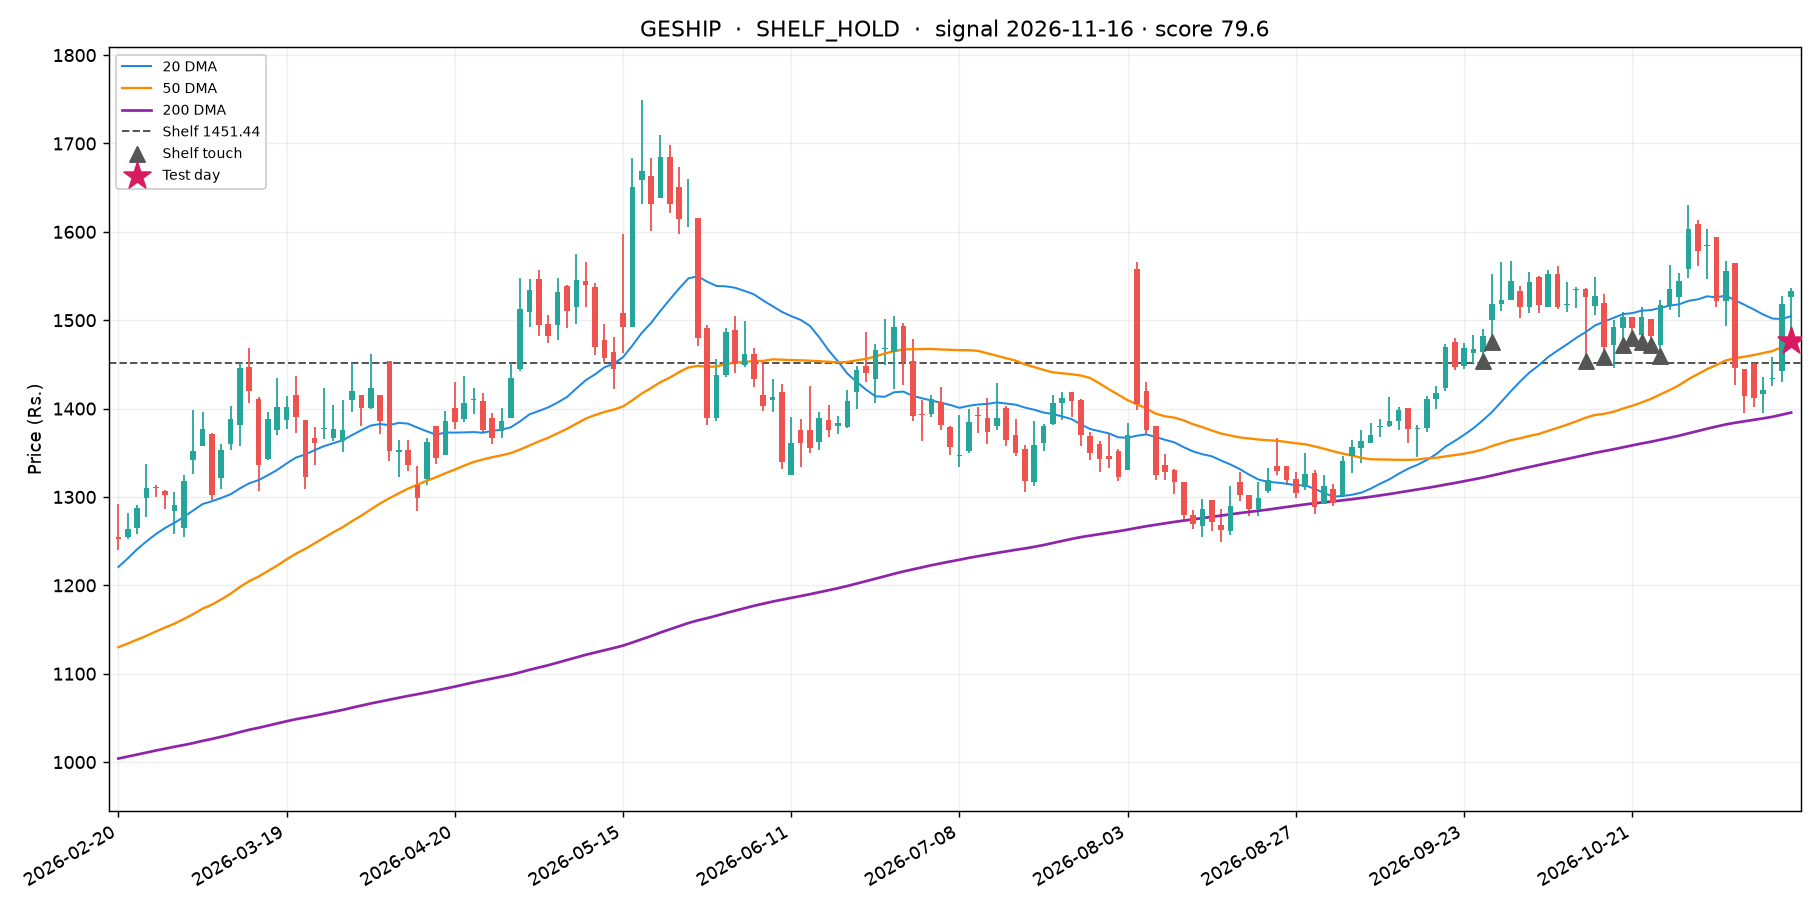 GESHIP · SHELF_HOLD · signal 2026-11-16 · score 79.6
20 DMA
50 DMA
200 DMA
Shelf 1451.44
Shelf touch
Test day
Price (Rs.)
1800
1700
1600
1500
1400
1300
1200
1100
1000
2026-02-20
2026-03-19
2026-04-20
2026-05-15
2026-06-11
2026-07-08
2026-08-03
2026-08-27
2026-09-23
2026-10-21